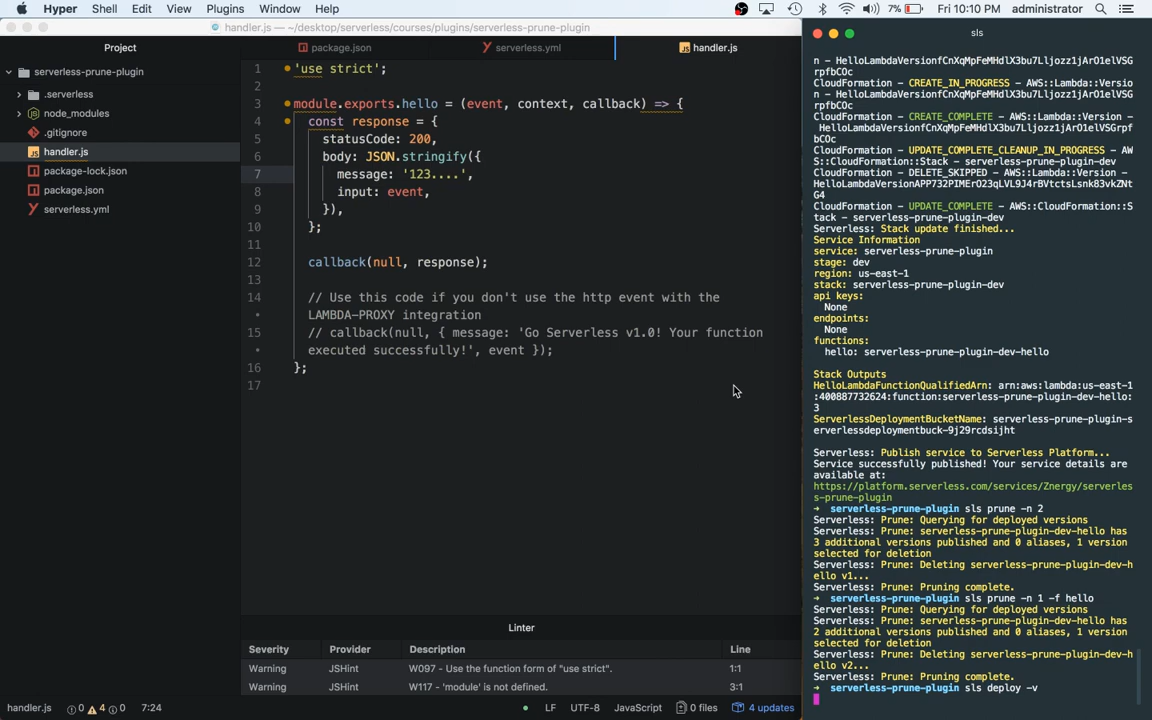 Hyper Shell Edit View Plugins Window Help 7% Fri 10:10 PM administrator
handler.js — ~/desktop/serverless/courses/plugins/serverless-prune-plugin
sls
Project
package.json serverless.yml handler.js
serverless-prune-plugin
.serverless
node_modules
.gitignore
handler.js
package-lock.json
package.json
serverless.yml
1 'use strict';
2
3 module.exports.hello = (event, context, callback) => {
4 const response = {
5 statusCode: 200,
6 body: JSON.stringify({
7 message: '123....',
8 input: event,
9 }),
10 };
11
12 callback(null, response);
13
14 // Use this code if you don't use the http event with the
• LAMBDA-PROXY integration
15 // callback(null, { message: 'Go Serverless v1.0! Your function
• executed successfully!', event });
16 };
17
Linter
Severity Provider Description Line
Warning JSHint W097 - Use the function form of "use strict". 1:1
Warning JSHint W117 - 'module' is not defined. 3:1
handler.js 0 4 0 7:24 LF UTF-8 JavaScript 0 files 4 updates
n - HelloLambdaVersionfCnXqMpFeMHdlX3bu7Lljozz1jArO1elVSG
rpfbCOc
CloudFormation - CREATE_IN_PROGRESS - AWS::Lambda::Versio
n - HelloLambdaVersionfCnXqMpFeMHdlX3bu7Lljozz1jArO1elVSG
rpfbCOc
CloudFormation - CREATE_COMPLETE - AWS::Lambda::Version -
HelloLambdaVersionfCnXqMpFeMHdlX3bu7Lljozz1jArO1elVSGrpf
bCOc
CloudFormation - UPDATE_COMPLETE_CLEANUP_IN_PROGRESS - AW
S::CloudFormation::Stack - serverless-prune-plugin-dev
CloudFormation - DELETE_SKIPPED - AWS::Lambda::Version -
HelloLambdaVersionAPP732PIMErO23qLVL9J4rBVtctsLsnk83vkZNt
G4
CloudFormation - UPDATE_COMPLETE - AWS::CloudFormation::S
tack - serverless-prune-plugin-dev
Serverless: Stack update finished...
Service Information
service: serverless-prune-plugin
stage: dev
region: us-east-1
stack: serverless-prune-plugin-dev
api keys:
None
endpoints:
None
functions:
hello: serverless-prune-plugin-dev-hello
Stack Outputs
HelloLambdaFunctionQualifiedArn: arn:aws:lambda:us-east-1
:400887732624:function:serverless-prune-plugin-dev-hello:
3
ServerlessDeploymentBucketName: serverless-prune-plugin-s
erverlessdeploymentbuck-9j29rcdsijht
Serverless: Publish service to Serverless Platform...
Service successfully published! Your service details are
available at:
https://platform.serverless.com/services/Znergy/serverles
s-prune-plugin
➜ serverless-prune-plugin sls prune -n 2
Serverless: Prune: Querying for deployed versions
Serverless: Prune: serverless-prune-plugin-dev-hello has
3 additional versions published and 0 aliases, 1 version
selected for deletion
Serverless: Prune: Deleting serverless-prune-plugin-dev-h
ello v1...
Serverless: Prune: Pruning complete.
➜ serverless-prune-plugin sls prune -n 1 -f hello
Serverless: Prune: Querying for deployed versions
Serverless: Prune: serverless-prune-plugin-dev-hello has
2 additional versions published and 0 aliases, 1 version
selected for deletion
Serverless: Prune: Deleting serverless-prune-plugin-dev-h
ello v2...
Serverless: Prune: Pruning complete.
➜ serverless-prune-plugin sls deploy -v